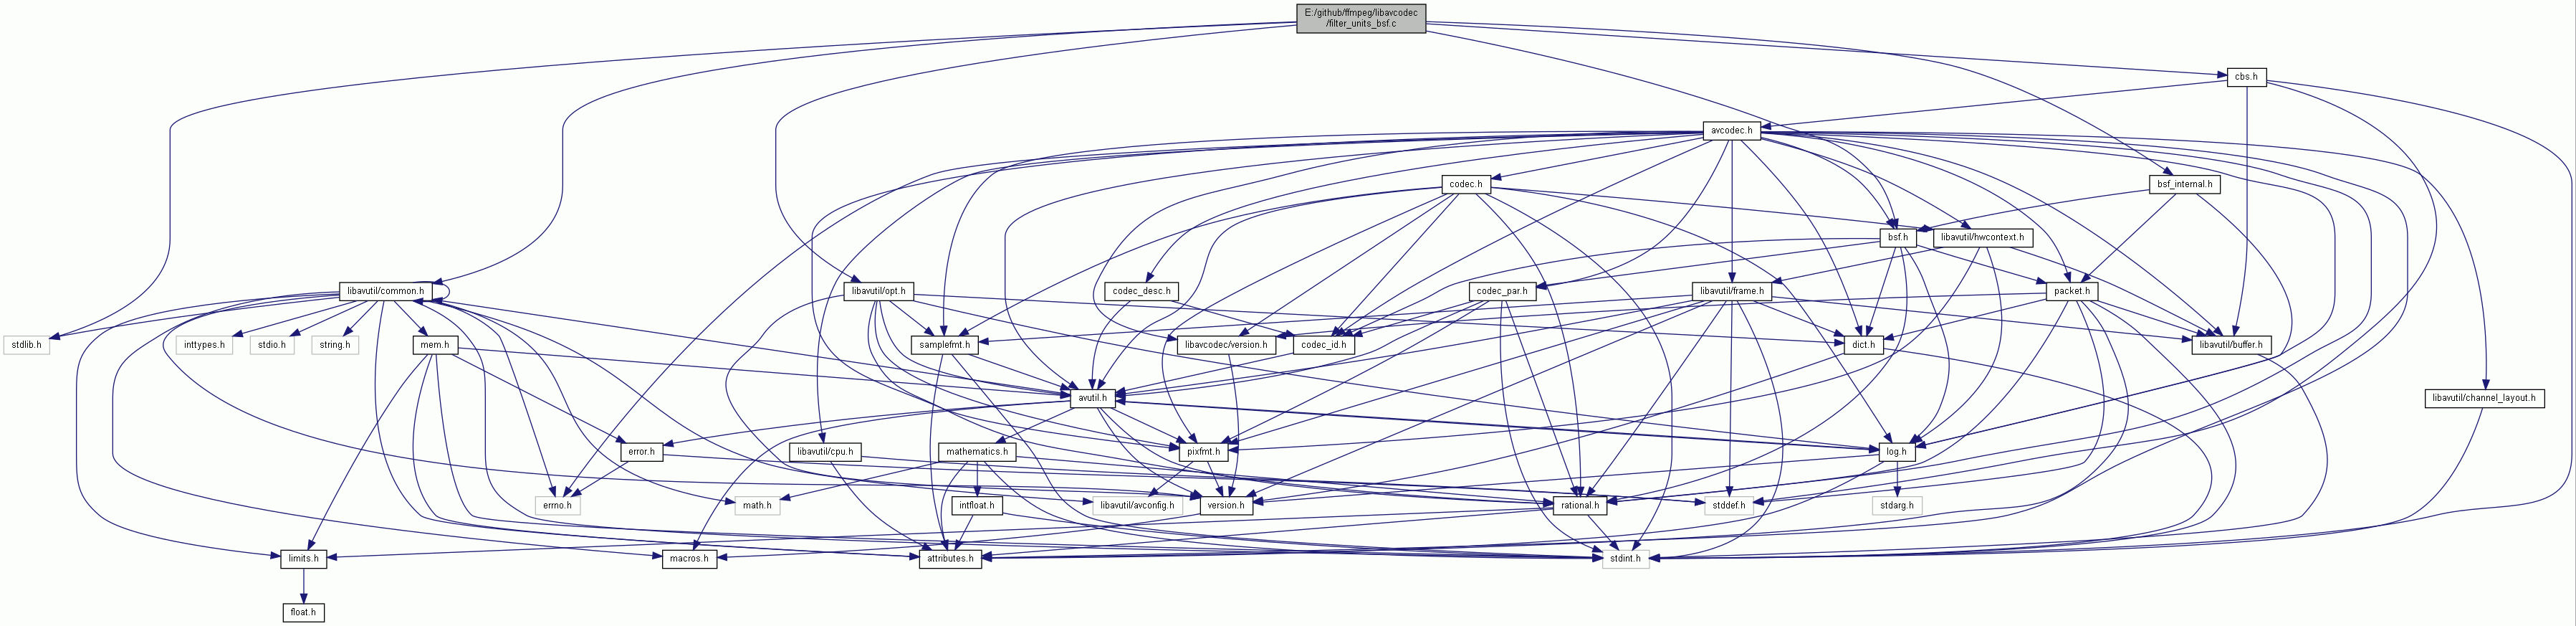 E:/github/ffmpeg/libavcodec
/filter_units_bsf.c
cbs.h
avcodec.h
codec.h
bsf_internal.h
bsf.h
libavutil/hwcontext.h
libavutil/common.h
libavutil/opt.h
codec_desc.h
codec_par.h
libavutil/frame.h
packet.h
stdlib.h
inttypes.h
stdio.h
string.h
mem.h
samplefmt.h
libavcodec/version.h
codec_id.h
dict.h
libavutil/buffer.h
avutil.h
libavutil/channel_layout.h
error.h
libavutil/cpu.h
mathematics.h
pixfmt.h
log.h
errno.h
math.h
intfloat.h
libavutil/avconfig.h
version.h
rational.h
stddef.h
stdarg.h
limits.h
macros.h
attributes.h
stdint.h
float.h